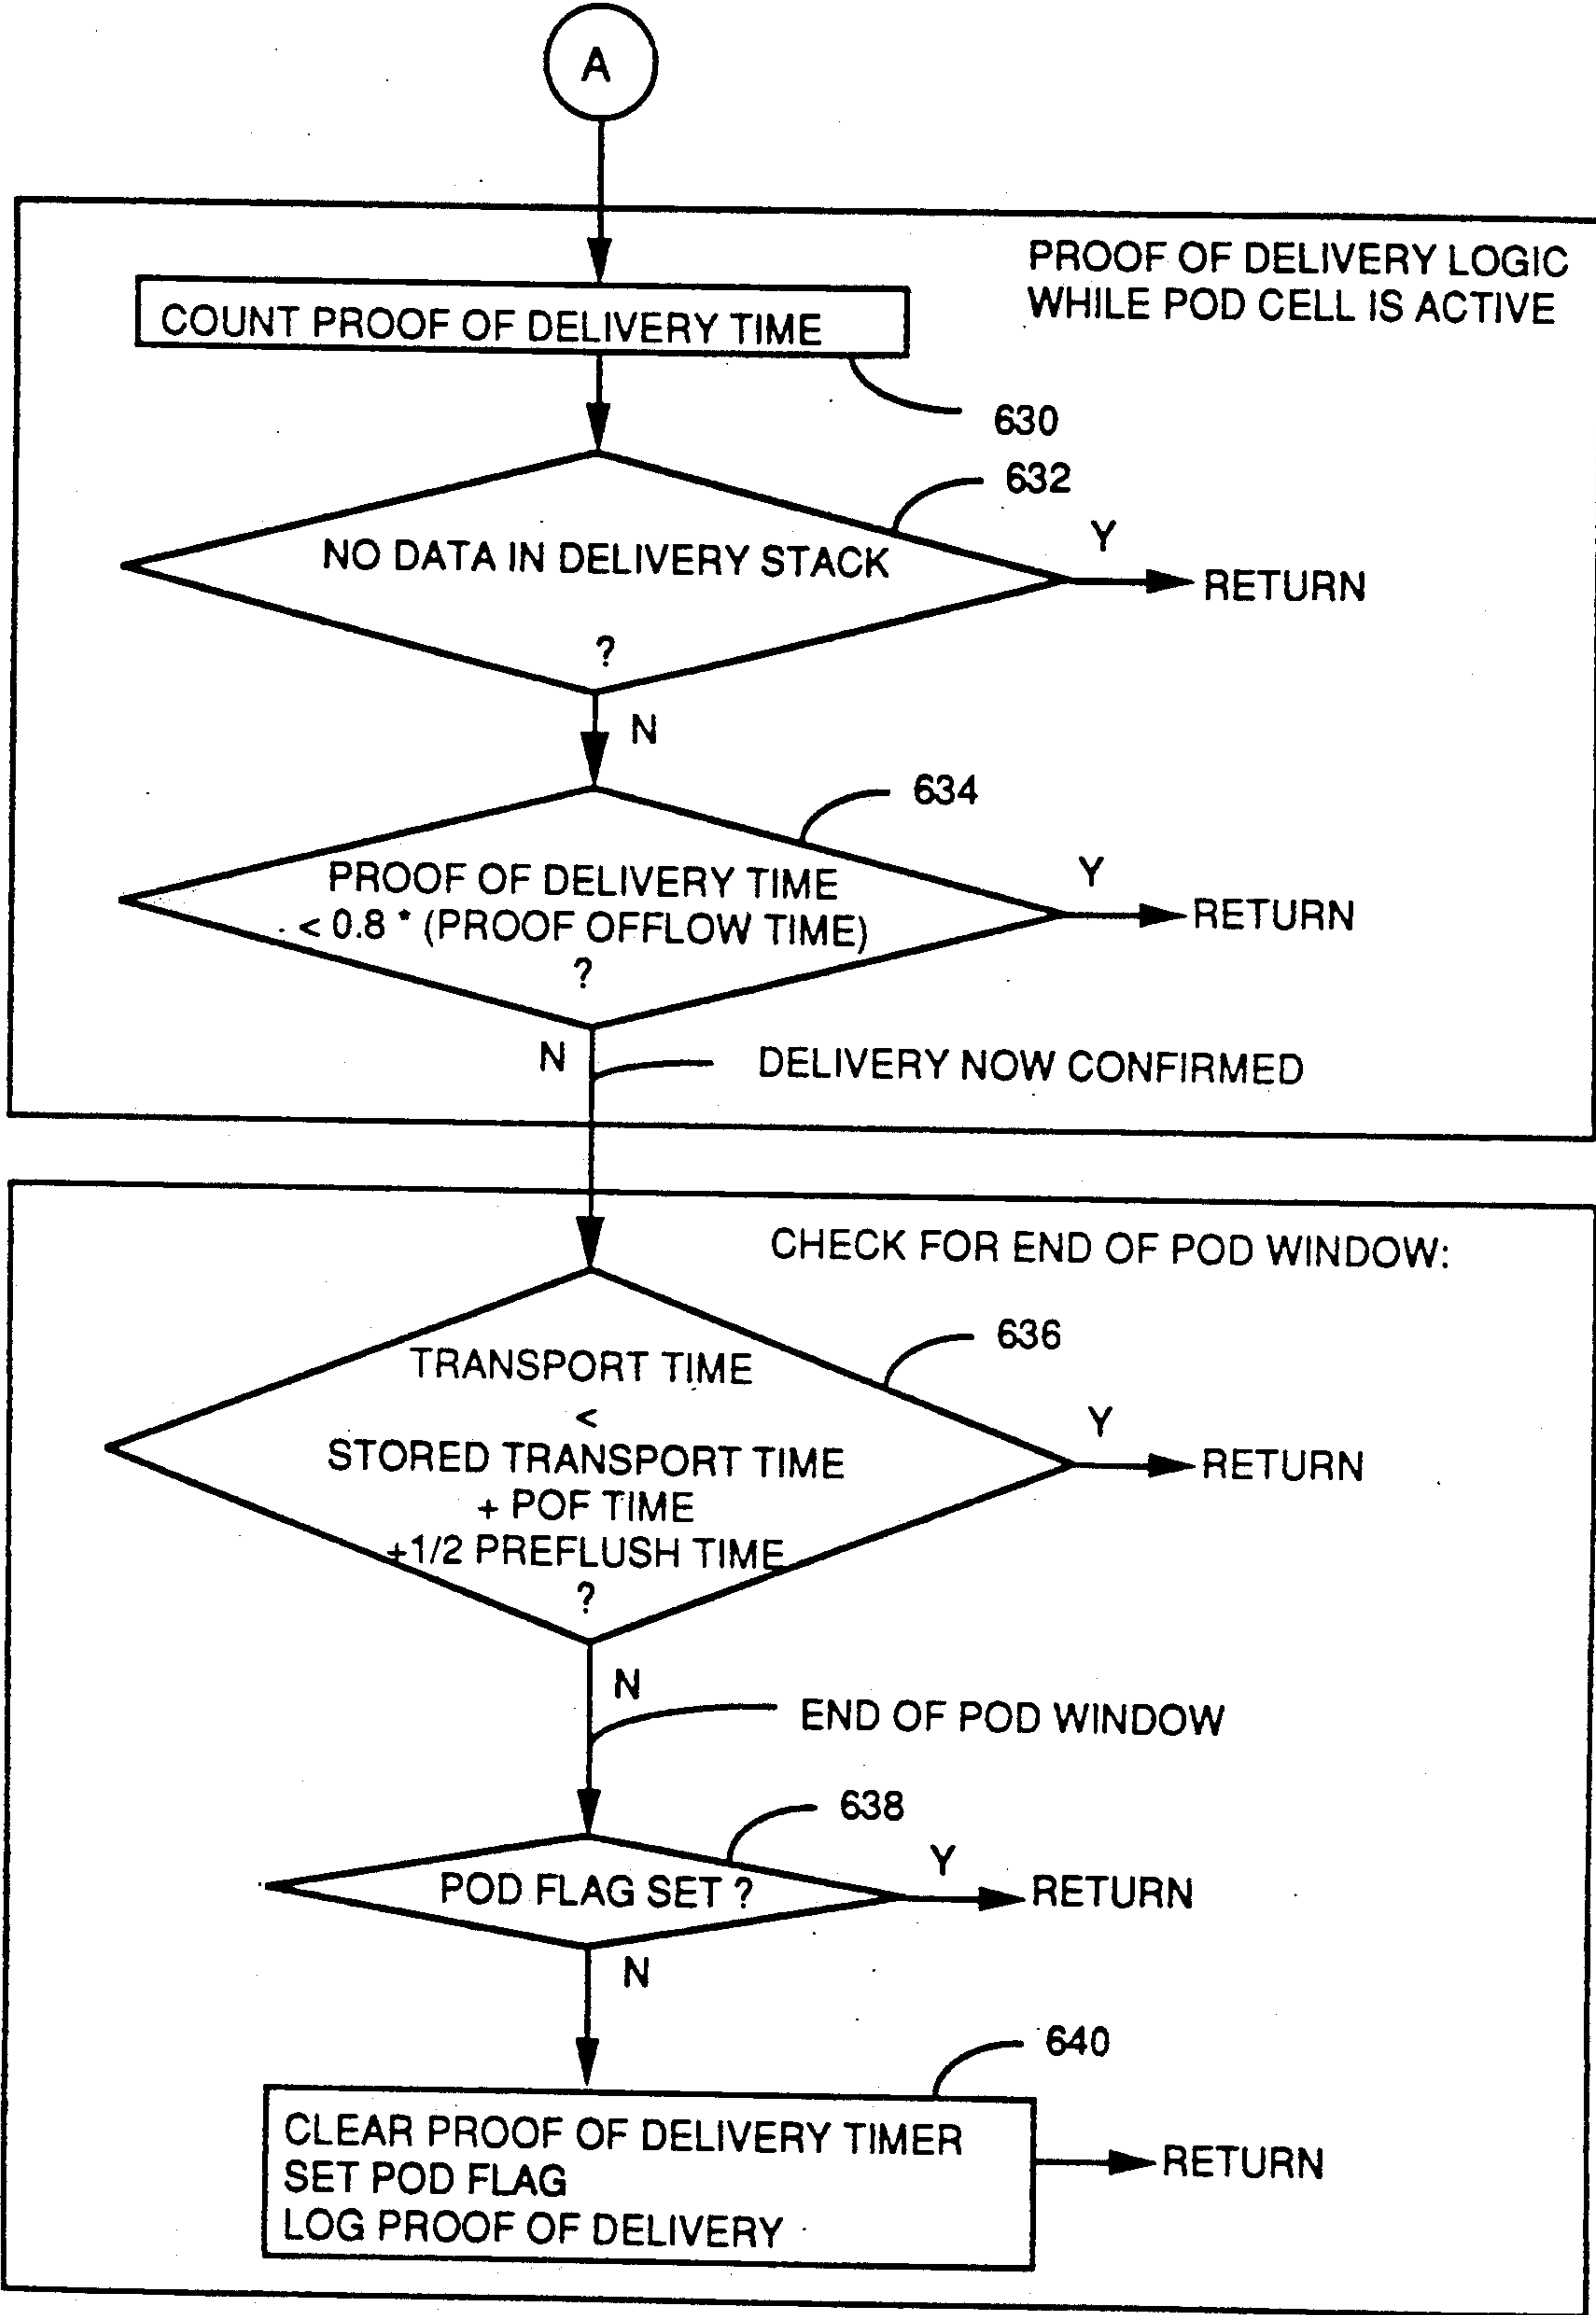 A
PROOF OF DELIVERY LOGIC
WHILE POD CELL IS ACTIVE
COUNT PROOF OF DELIVERY TIME
630
632
NO DATA IN DELIVERY STACK
?
Y
RETURN
N
634
PROOF OF DELIVERY TIME
< 0.8 * (PROOF OFFLOW TIME)
?
Y
RETURN
N
DELIVERY NOW CONFIRMED
CHECK FOR END OF POD WINDOW:
636
TRANSPORT TIME
<
STORED TRANSPORT TIME
+ POF TIME
+1/2 PREFLUSH TIME
?
Y
RETURN
N
END OF POD WINDOW
638
POD FLAG SET ?
Y
RETURN
N
640
CLEAR PROOF OF DELIVERY TIMER
SET POD FLAG
LOG PROOF OF DELIVERY
RETURN